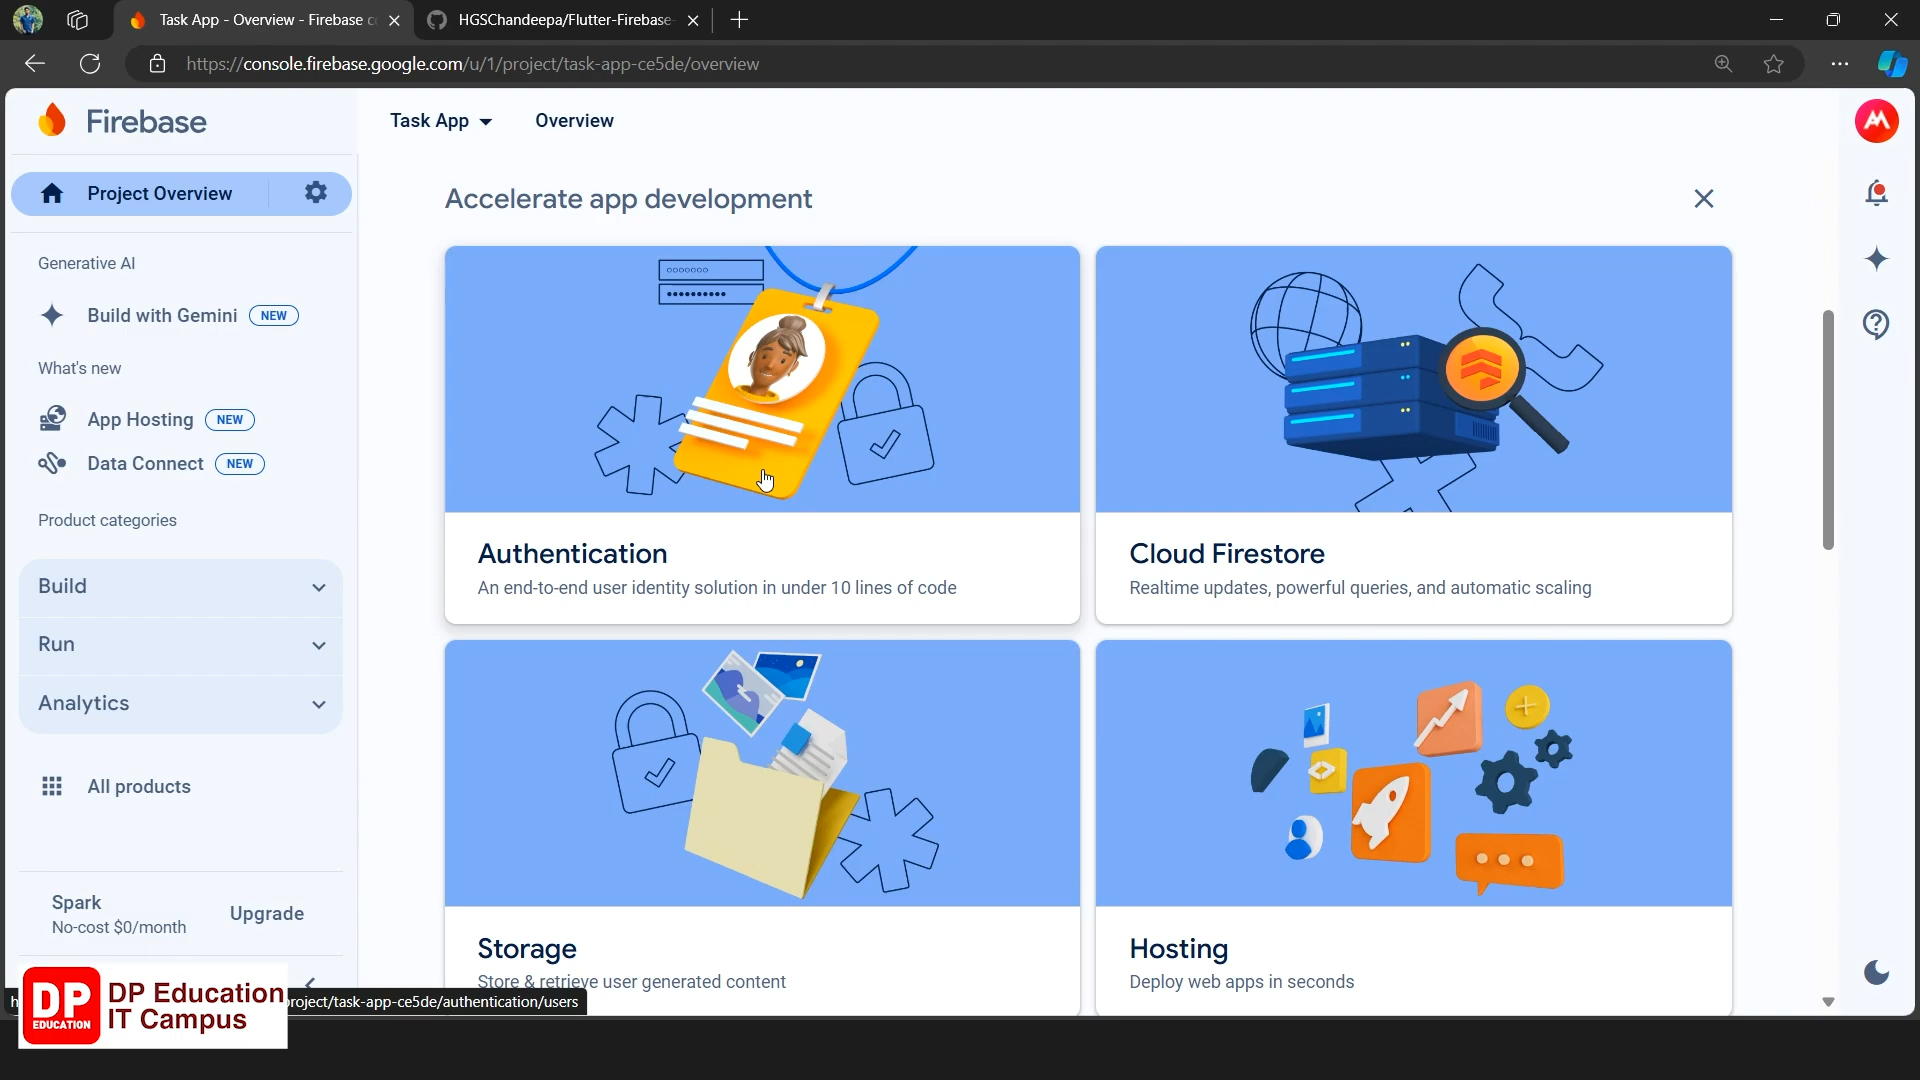 Task App - Overview - Firebase c
HGSChandeepa/Flutter-Firebase-
https://console.firebase.google.com/u/1/project/task-app-ce5de/overview
Firebase
Task App
Overview
Project Overview
Accelerate app development
Generative AI
Build with Gemini
NEW
What's new
App Hosting
NEW
Data Connect
NEW
Product categories
Build
Run
Analytics
All products
Spark
No-cost $0/month
Upgrade
Authentication
An end-to-end user identity solution in under 10 lines of code
Cloud Firestore
Realtime updates, powerful queries, and automatic scaling
Storage
Store & retrieve user generated content
Hosting
Deploy web apps in seconds
roject/task-app-ce5de/authentication/users
DP
EDUCATION
DP Education
IT Campus